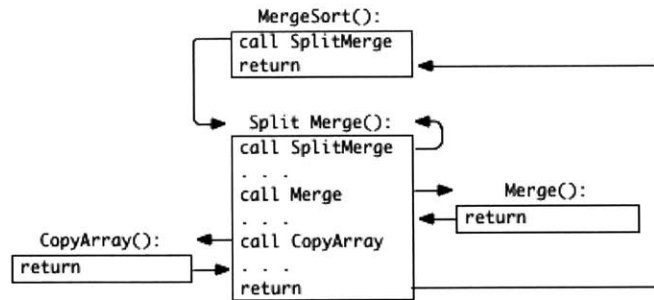 MergeSort():
call SplitMerge
return
Split Merge():
call SplitMerge
. . .
call Merge
. . .
call CopyArray
. . .
return
Merge():
return
CopyArray():
return